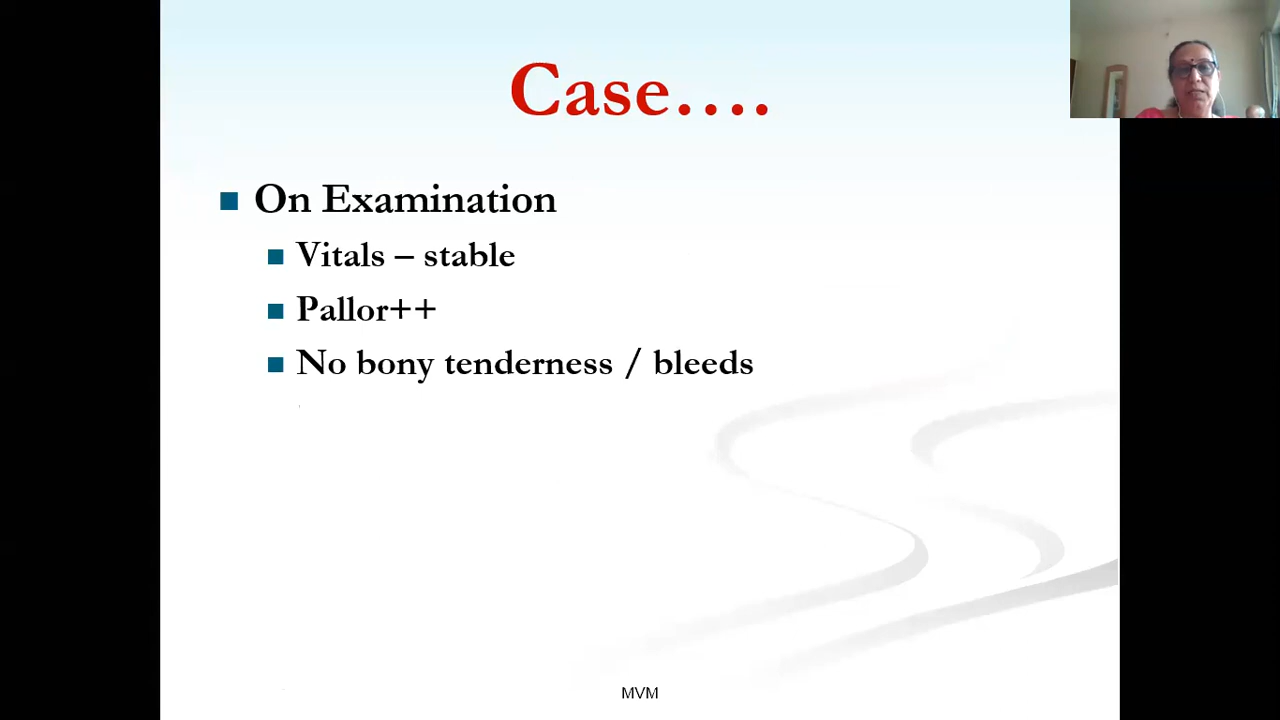 Case....
On Examination
Vitals – stable
Pallor++
No bony tenderness / bleeds
MVM